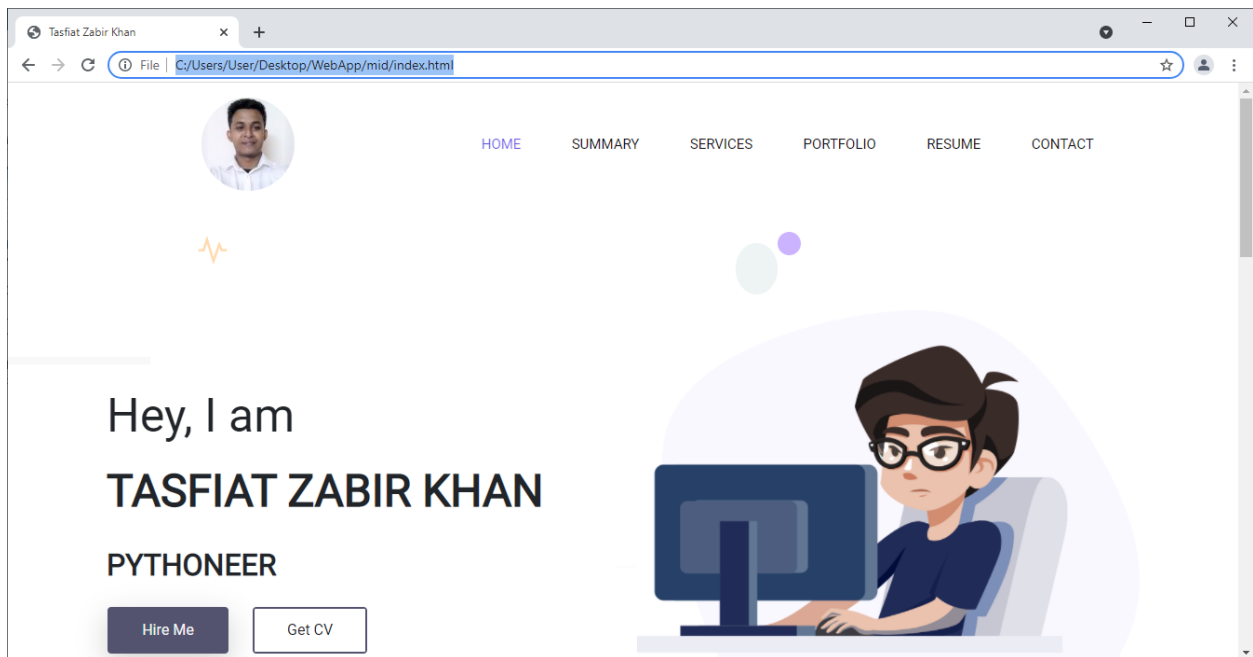 Tasfiat Zabir Khan
File C:/Users/User/Desktop/WebApp/mid/index.html
HOME SUMMARY SERVICES PORTFOLIO RESUME CONTACT
Hey, I am
TASFIAT ZABIR KHAN
PYTHONEER
Hire Me Get CV